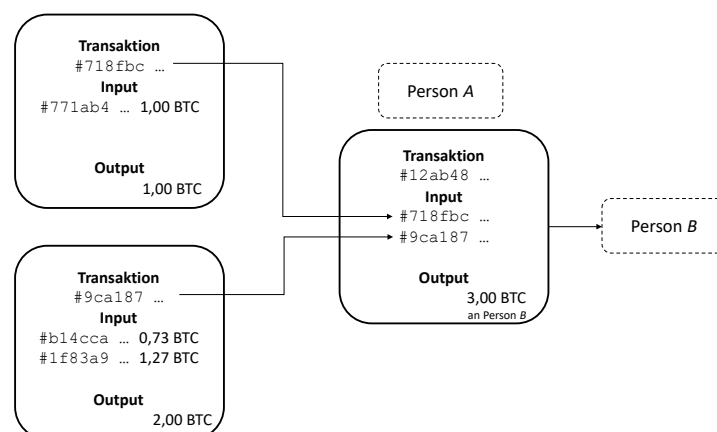 Transaktion
#718fbc …
Input
#771ab4 … 1,00 BTC
Output
1,00 BTC
Transaktion
#9ca187 …
Input
#b14cca … 0,73 BTC
#1f83a9 … 1,27 BTC
Output
2,00 BTC
Person A
Transaktion
#12ab48 …
Input
#718fbc …
#9ca187 …
Output
3,00 BTC
an Person B
Person B